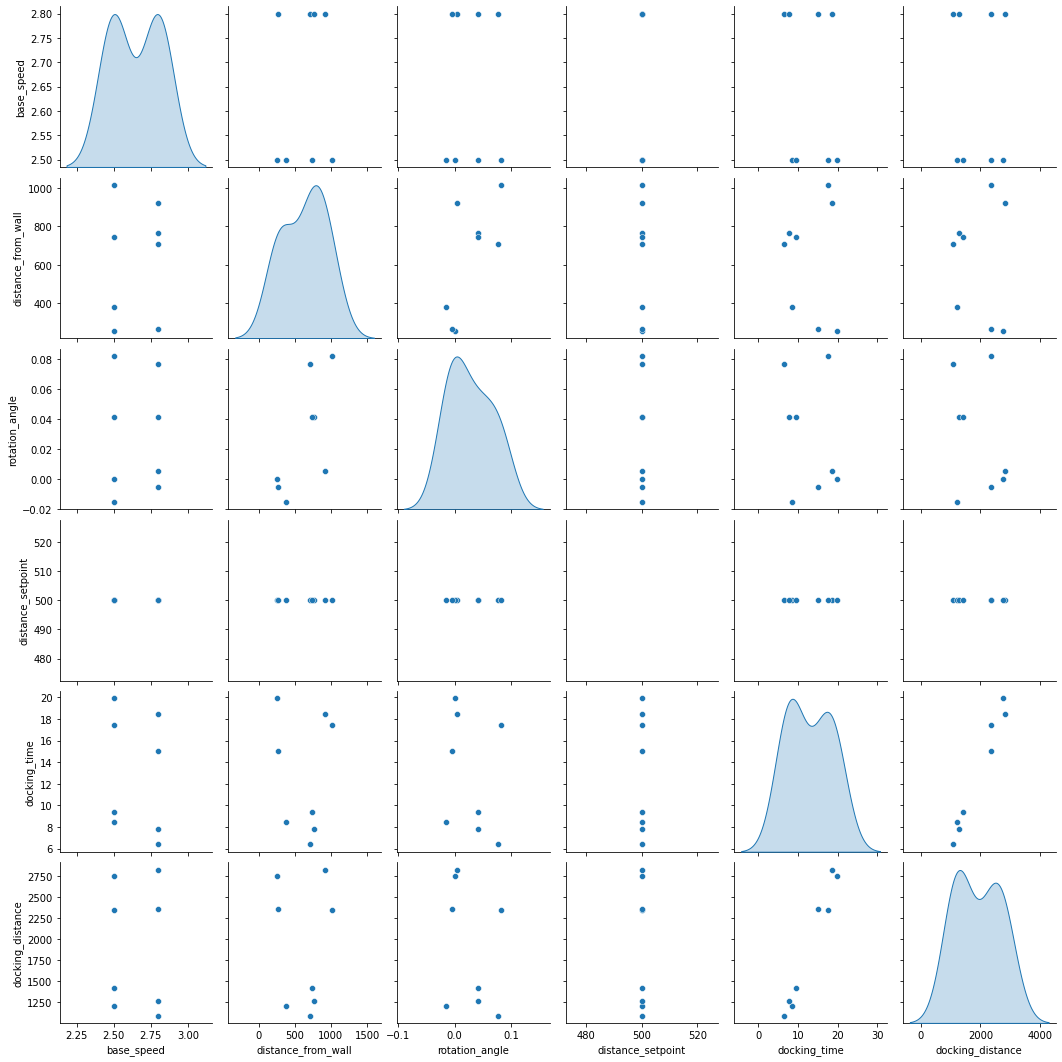 2.80
2.75
2.70
2.65
2.60
2.55
2.50
base_speed
1000
800
600
400
distance_from_wall
0.08
0.06
0.04
0.02
0.00
−0.02
rotation_angle
520
510
500
490
480
distance_setpoint
20
18
16
14
12
10
8
6
docking_time
2750
2500
2250
2000
1750
1500
1250
docking_distance
2.25 2.50 2.75 3.00
0 500 1000 1500
−0.1 0.0 0.1
480 500 520
0 10 20 30
0 2000 4000
base_speed
distance_from_wall
rotation_angle
distance_setpoint
docking_time
docking_distance